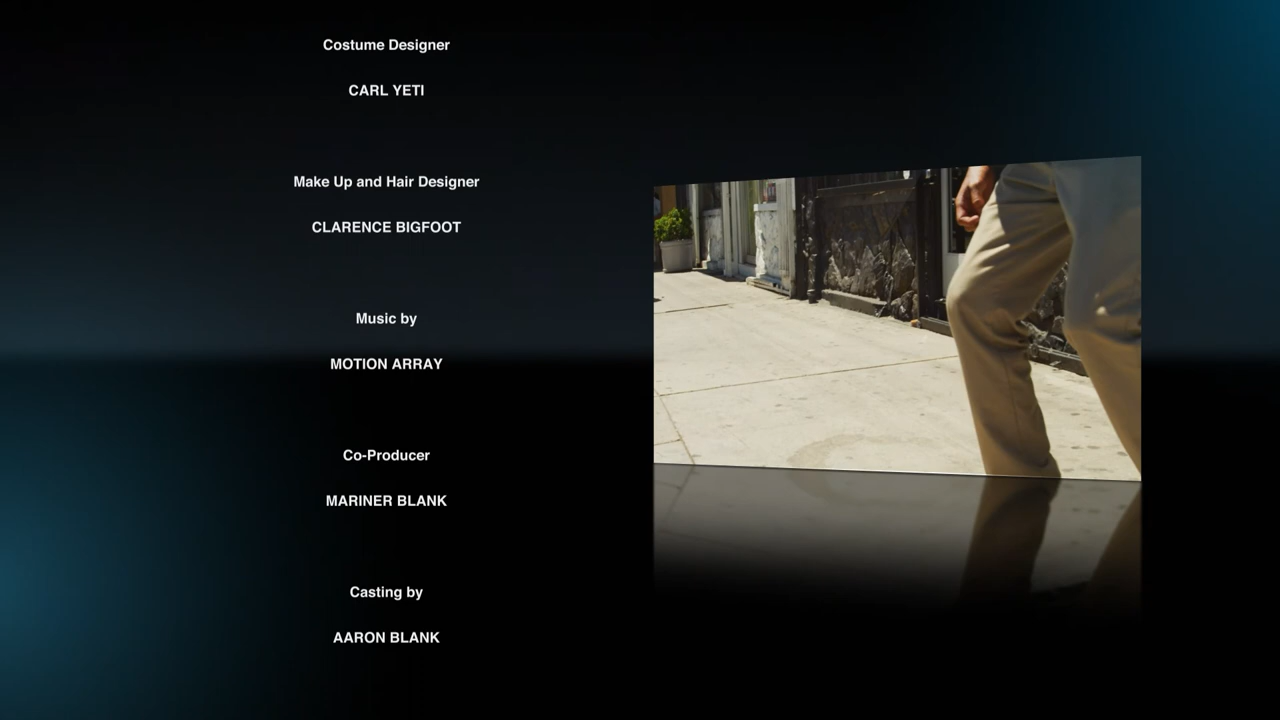 Costume Designer
CARL YETI
Make Up and Hair Designer
CLARENCE BIGFOOT
Music by
MOTION ARRAY
Co-Producer
MARINER BLANK
Casting by
AARON BLANK